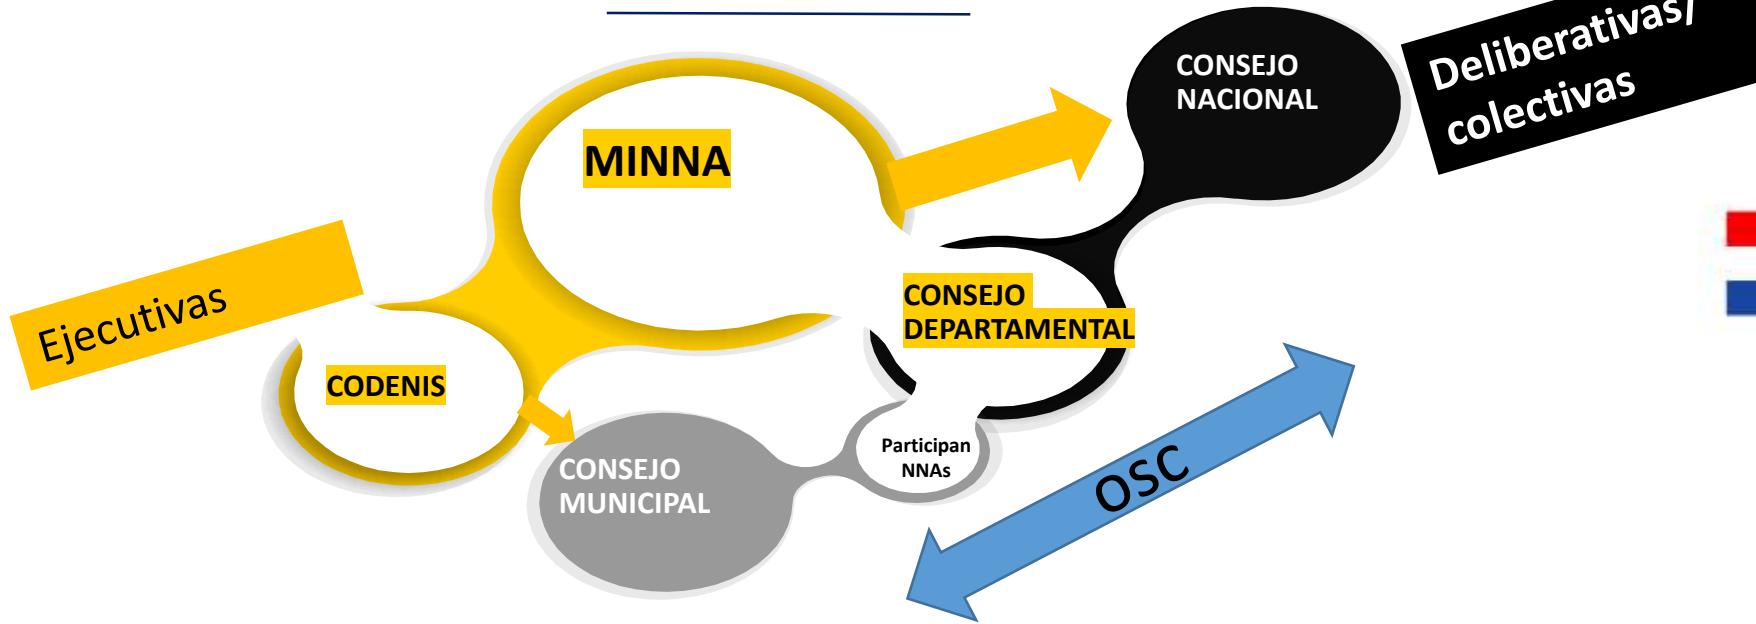 Deliberativas/
colectivas
CONSEJO
NACIONAL
MINNA
Ejecutivas
CONSEJO
DEPARTAMENTAL
CODENIS
Participan
NNAs
CONSEJO
MUNICIPAL
OSC